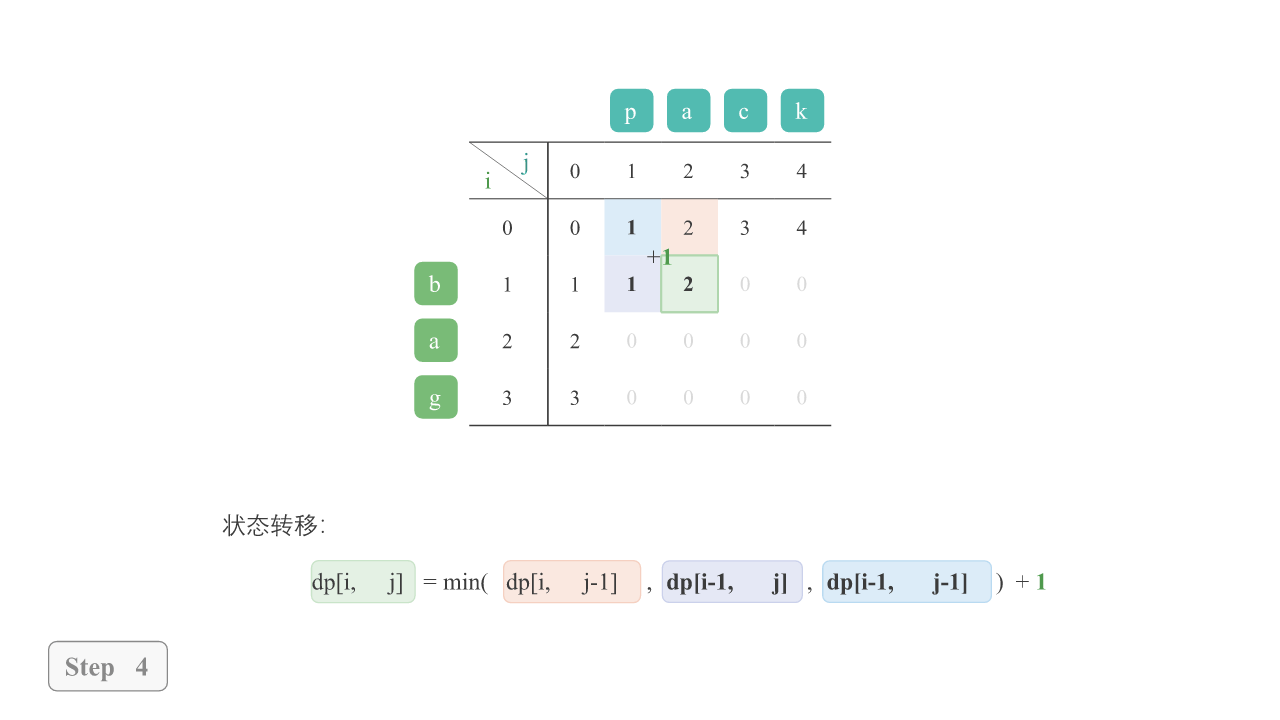 p a c k
i j 0 1 2 3 4
0 0 1 2 3 4
+1
b 1 1 1 2 0 0
a 2 2 0 0 0 0
g 3 3 0 0 0 0
状态转移:
dp[i, j] = min( dp[i, j-1] , dp[i-1, j] , dp[i-1, j-1] ) + 1
Step 4